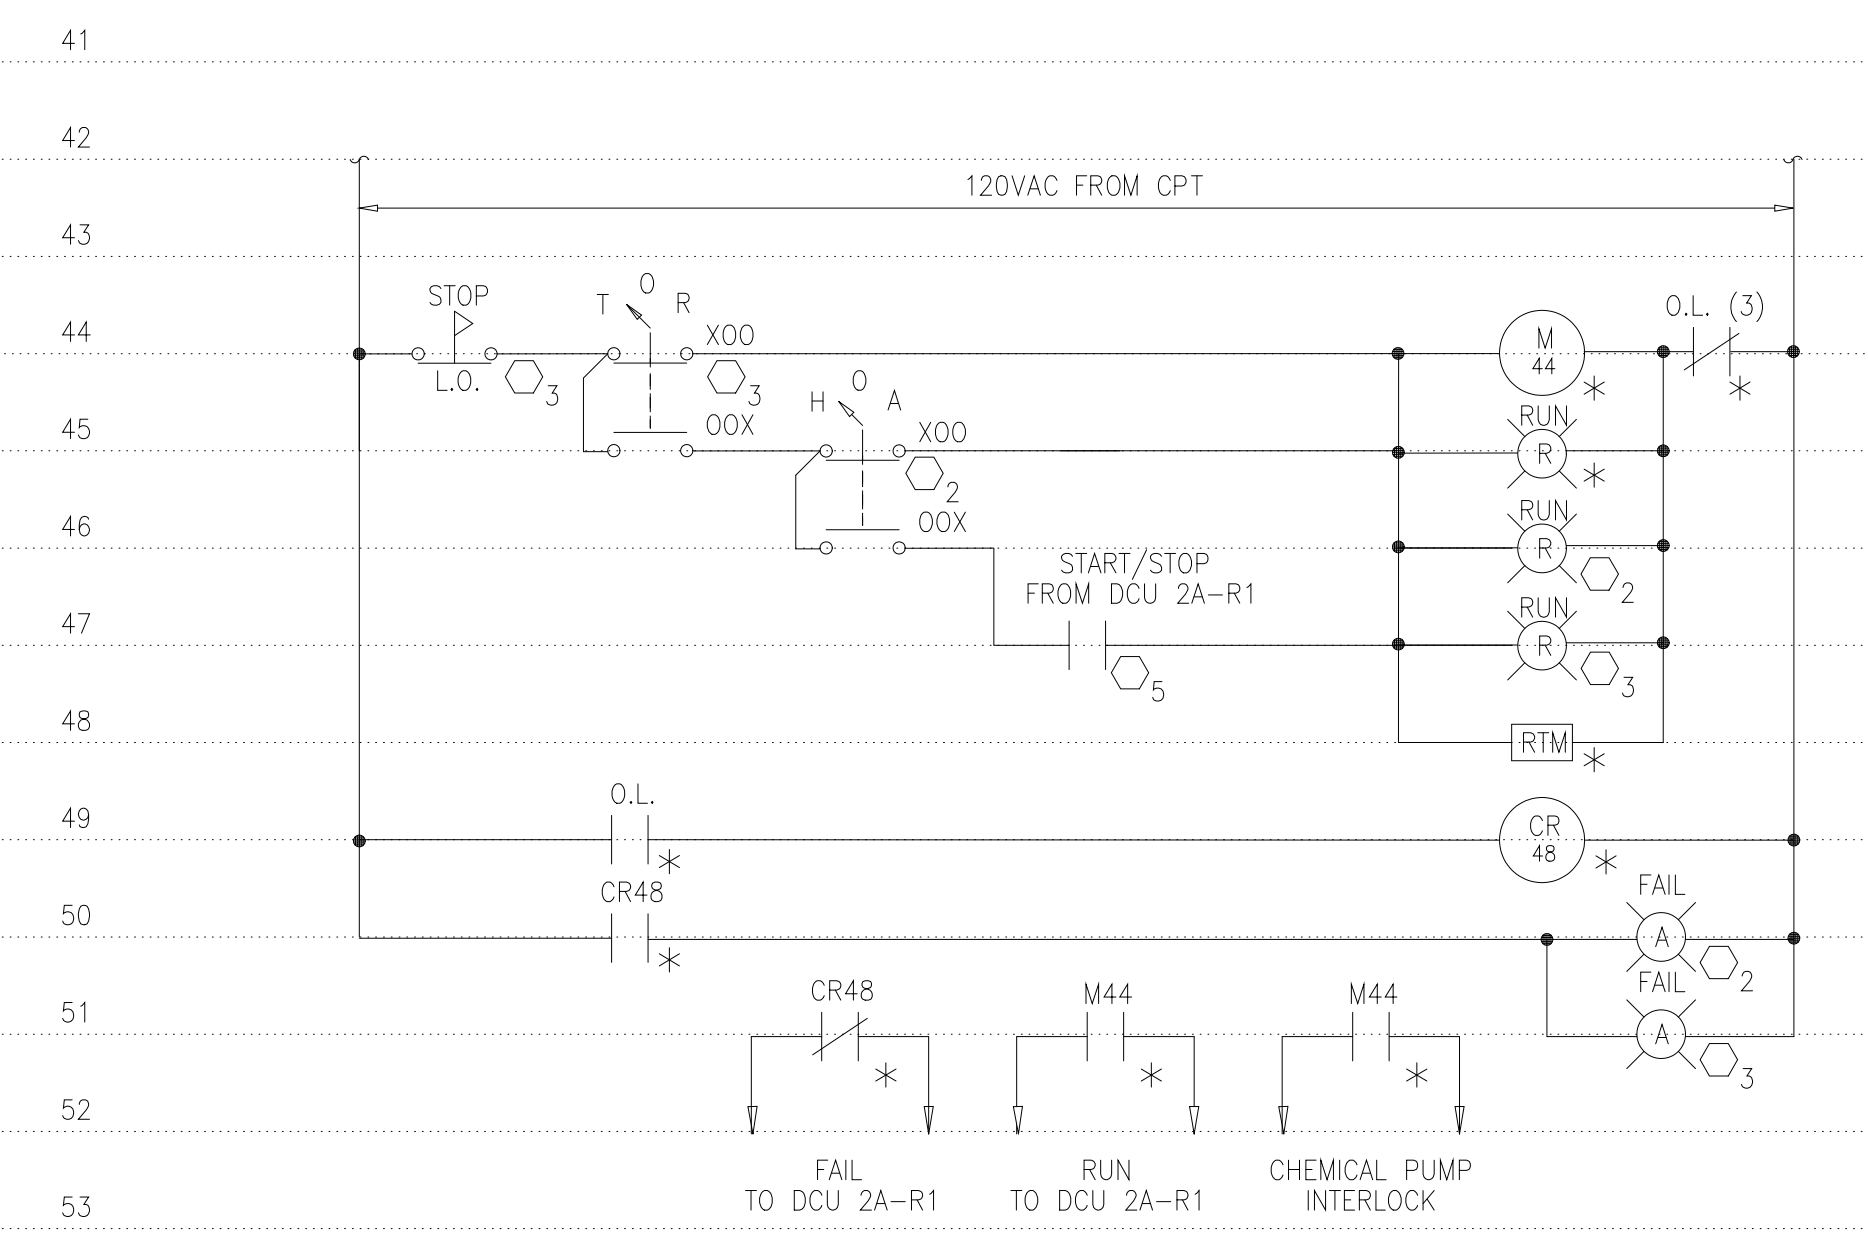 41
42
120VAC FROM CPT
43
STOP
T O R
X00
O.L. (3)
44
L.O.
3
3
M
44
*
*
H O A
45
00X
X00
2
RUN
R
*
46
00X
START/STOP
FROM DCU 2A-R1
RUN
R
2
47
5
RUN
R
3
48
RTM
*
O.L.
49
*
CR
48
*
CR48
50
*
FAIL
A
2
51
CR48
*
M44
*
M44
*
FAIL
A
3
52
FAIL
TO DCU 2A-R1
RUN
TO DCU 2A-R1
CHEMICAL PUMP
INTERLOCK
53